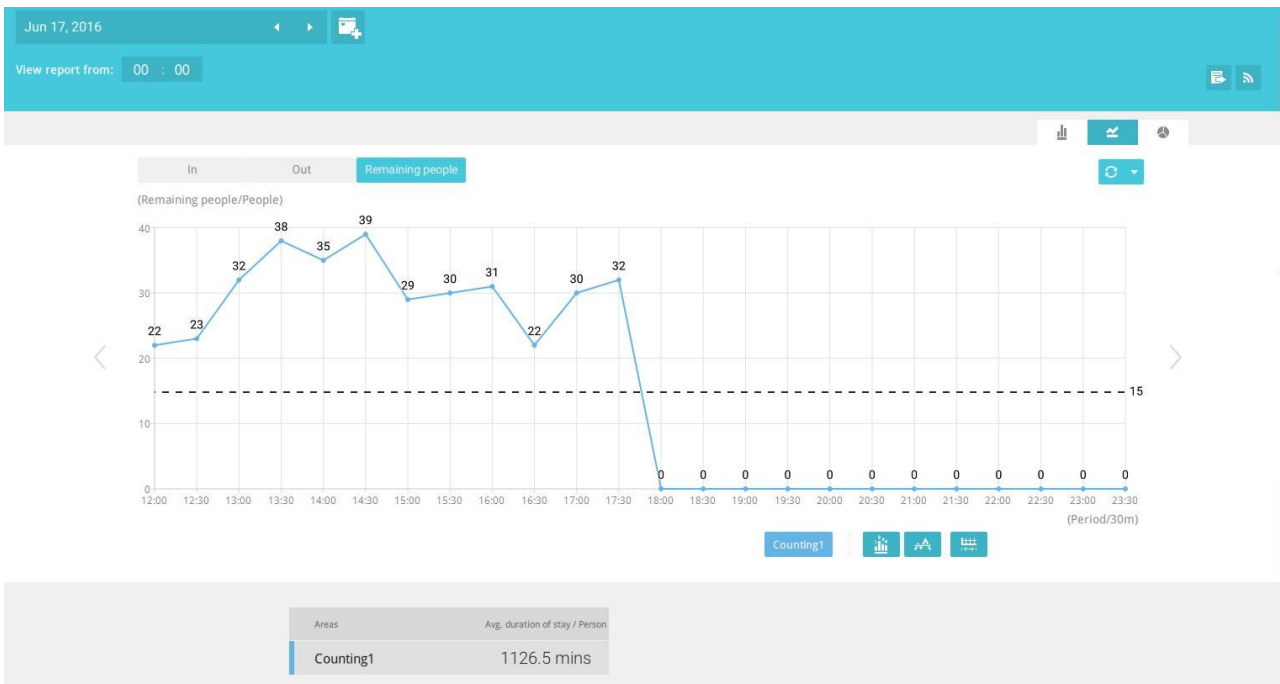 Jun 17, 2016
View report from: 00 : 00
In Out Remaining people
(Remaining people/People)
40
30
20
10
0
22 23 32 38 35 39 29 30 31 22 30 32 0 0 0 0 0 0 0 0 0 0 0 0
15
12:00 12:30 13:00 13:30 14:00 14:30 15:00 15:30 16:00 16:30 17:00 17:30 18:00 18:30 19:00 19:30 20:00 20:30 21:00 21:30 22:00 22:30 23:00 23:30
(Period/30m)
Counting1
Areas Avg. duration of stay / Person
Counting1 1126.5 mins